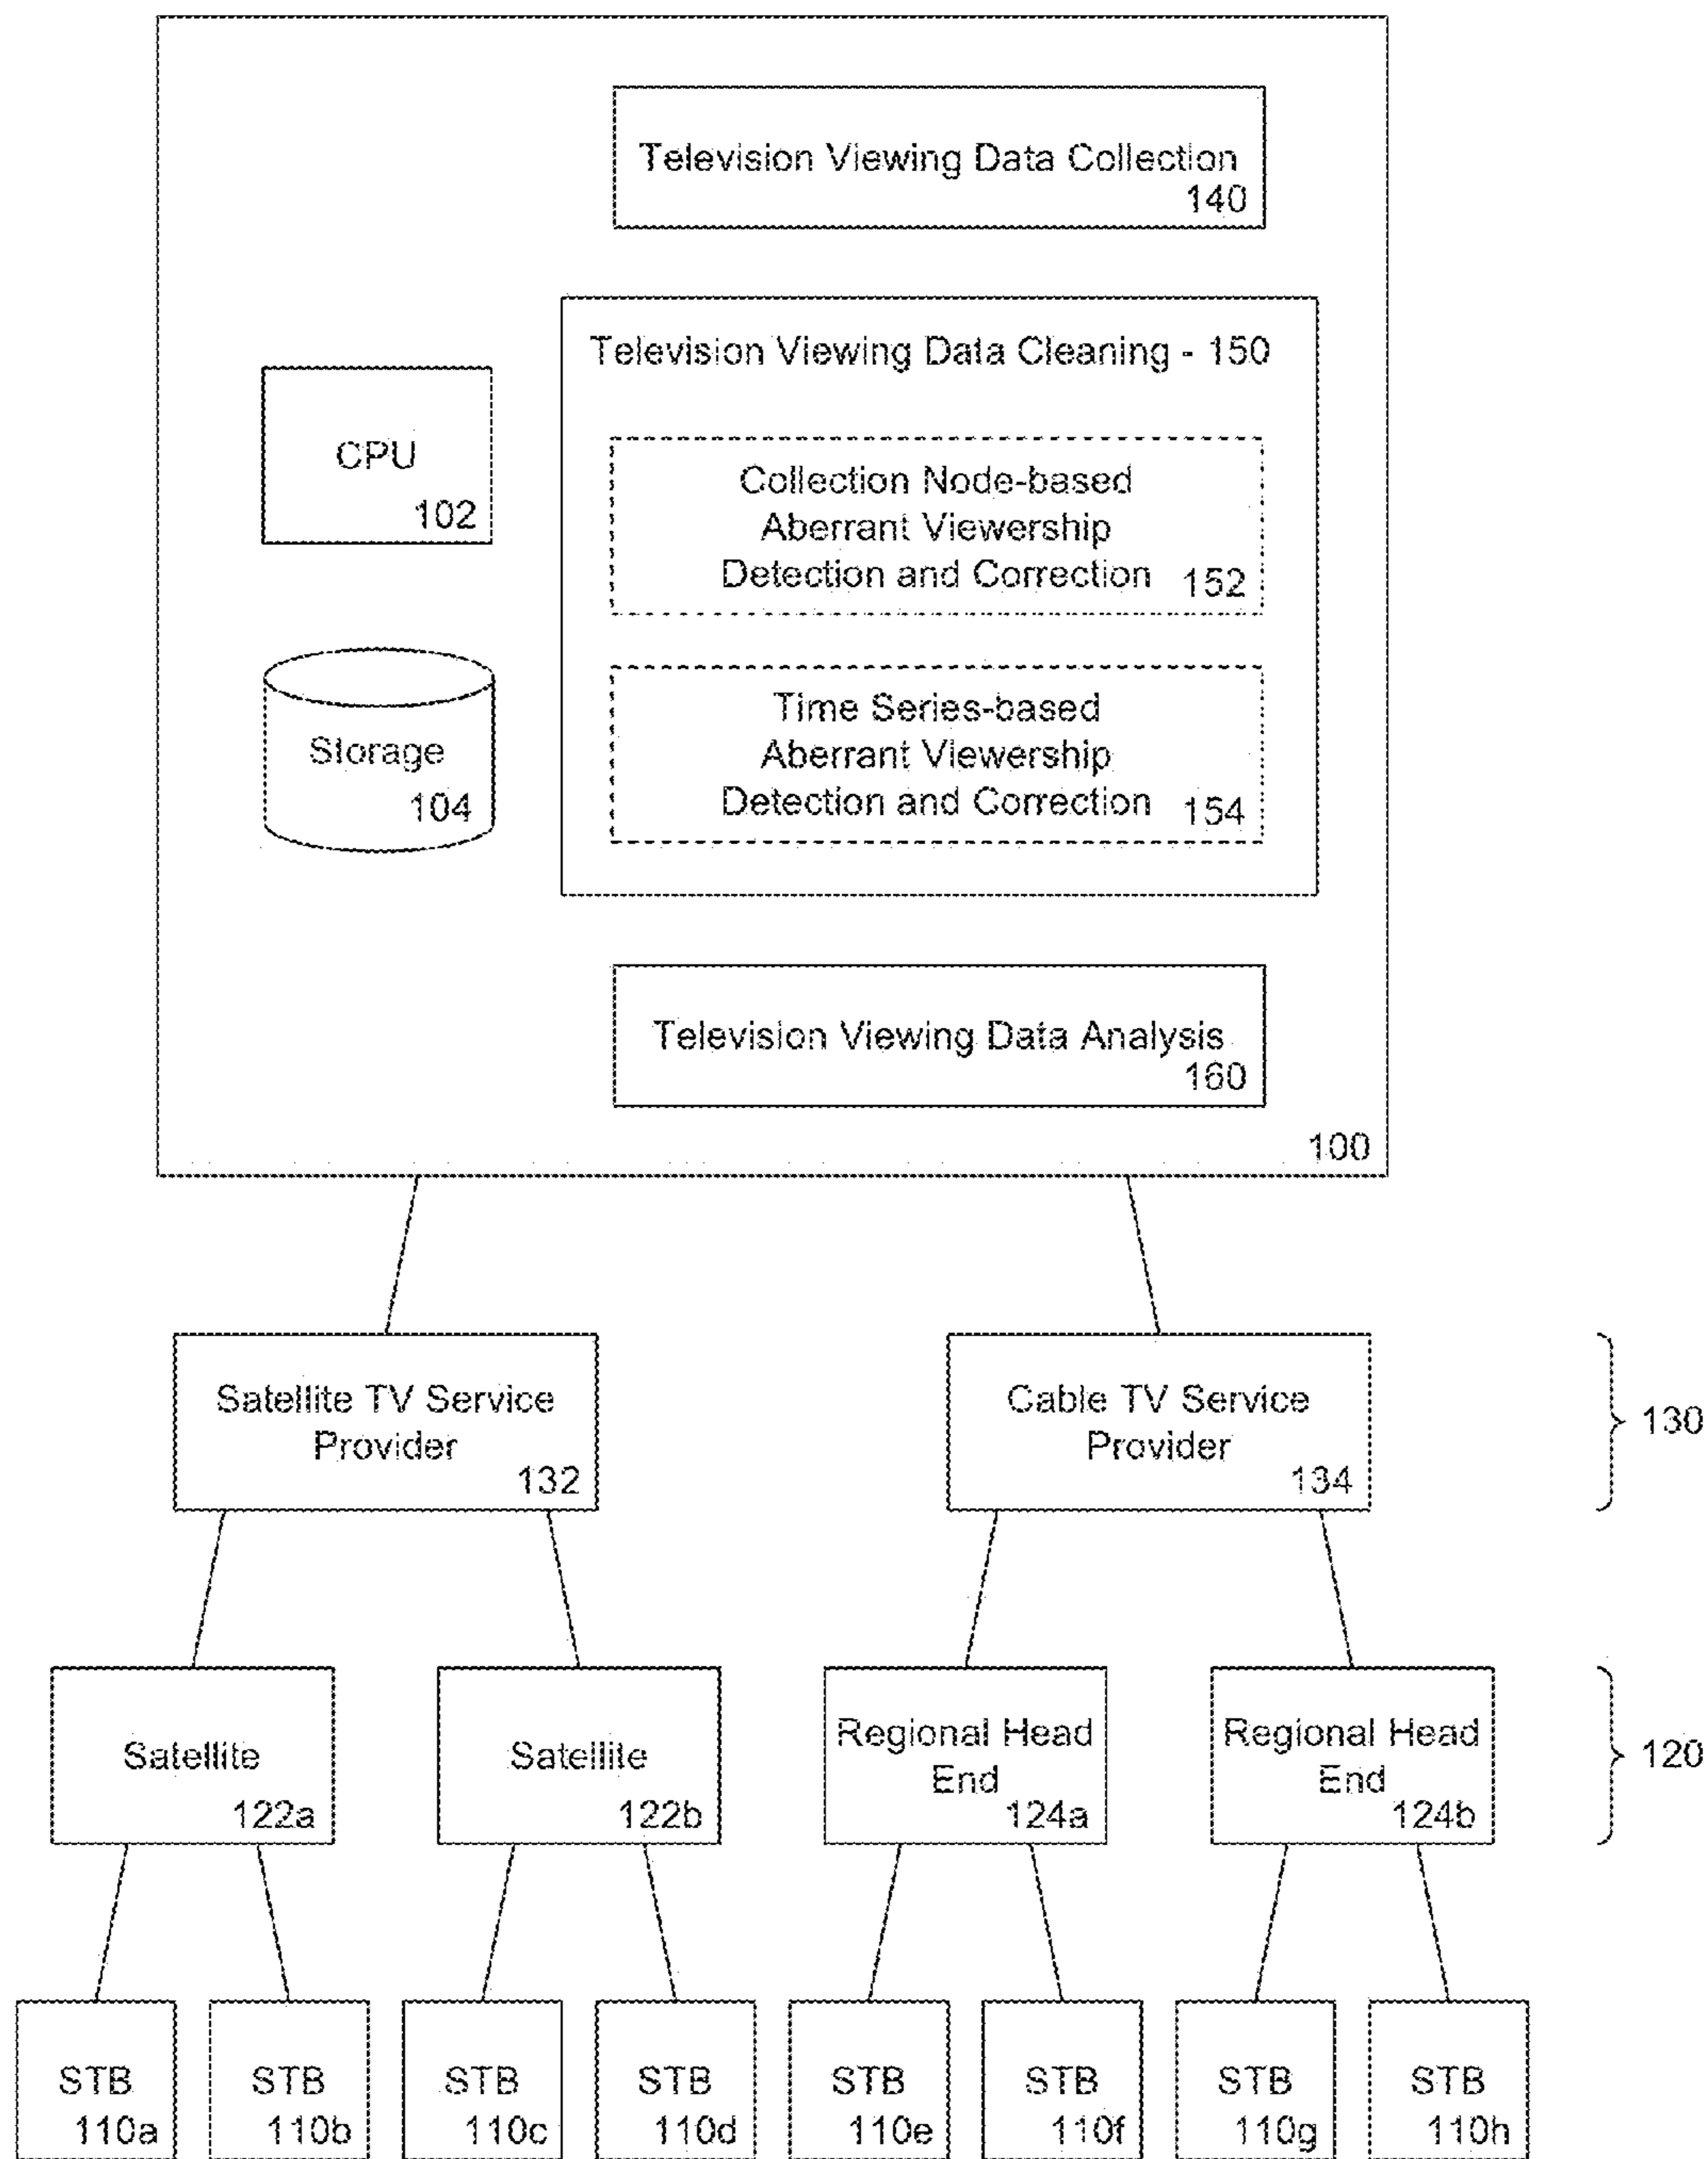 Television Viewing Data Collection
140
Television Viewing Data Cleaning - 150
CPU
102
Collection Node-based
Aberrant Viewership
Detection and Correction 152
Storage
104
Time Series-based
Aberrant Viewership
Detection and Correction 154
Television Viewing Data Analysis
160
100
Satellite TV Service
Provider
132
Cable TV Service
Provider
134
130
Satellite
122a
Satellite
122b
Regional Head
End
124a
Regional Head
End
124b
120
STB
110a
STB
110b
STB
110c
STB
110d
STB
110e
STB
110f
STB
110g
STB
110h